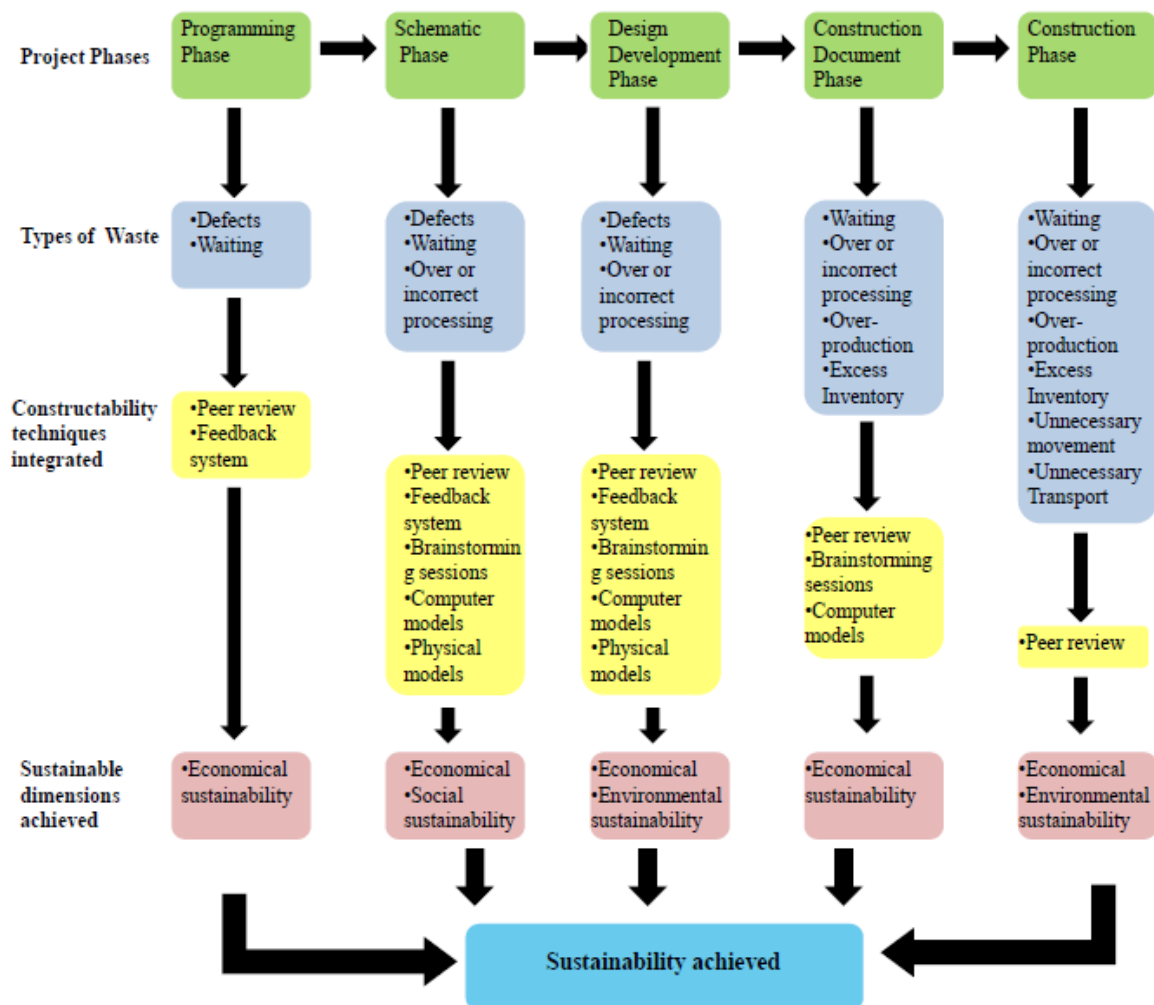 Project Phases
Programming
Phase
Schematic
Phase
Design
Development
Phase
Construction
Document
Phase
Construction
Phase
Types of Waste
•Defects
•Waiting
•Defects
•Waiting
•Over or
incorrect
processing
•Defects
•Waiting
•Over or
incorrect
processing
•Waiting
•Over or
incorrect
processing
•Over-
production
•Excess
Inventory
•Waiting
•Over or
incorrect
processing
•Over-
production
•Excess
Inventory
•Unnecessary
movement
•Unnecessary
Transport
Constructability
techniques
integrated
•Peer review
•Feedback
system
•Peer review
•Feedback
system
•Brainstormin
g sessions
•Computer
models
•Physical
models
•Peer review
•Feedback
system
•Brainstormin
g sessions
•Computer
models
•Physical
models
•Peer review
•Brainstorming
sessions
•Computer
models
•Peer review
Sustainable
dimensions
achieved
•Economical
sustainability
•Economical
•Social
sustainability
•Economical
•Environmental
sustainability
•Economical
sustainability
•Economical
•Environmental
sustainability
Sustainability achieved